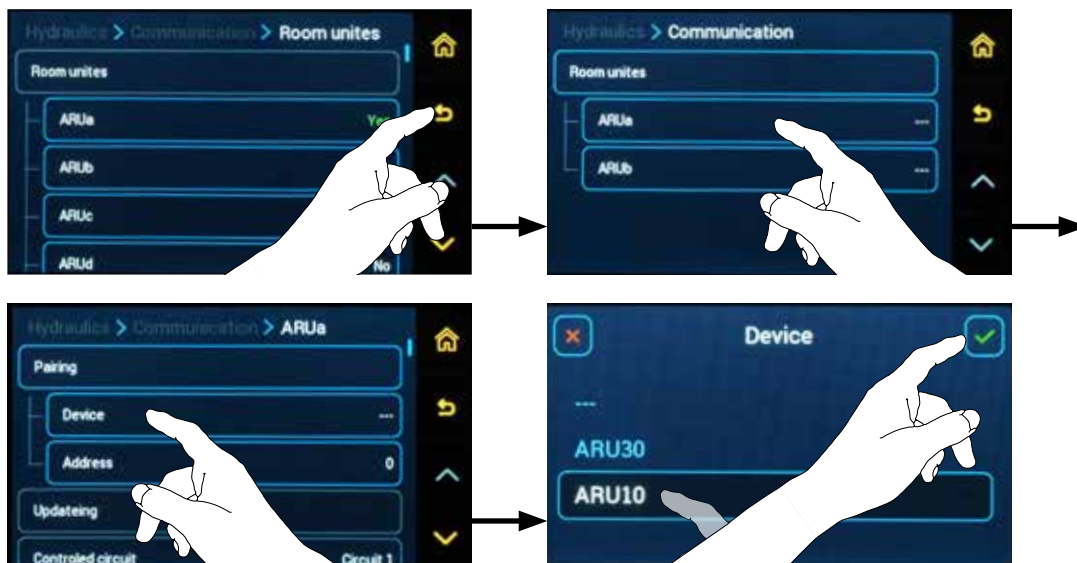 Hydraulics > Communication > Room unites
Room unites
ARUa Yes
ARUb
ARUc
ARUd No
Hydraulics > Communication
Room unites
ARUa ---
ARUb ---
Hydraulics > Communication > ARUa
Pairing
Device ---
Address 0
Updateing
Controled circuit Circuit 1
Device
---
ARU30
ARU10